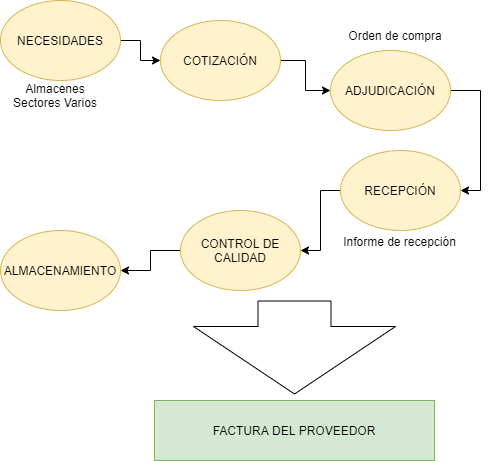 NECESIDADES
Almacenes
Sectores Varios
COTIZACIÓN
Orden de compra
ADJUDICACIÓN
RECEPCIÓN
Informe de recepción
CONTROL DE
CALIDAD
ALMACENAMIENTO
FACTURA DEL PROVEEDOR